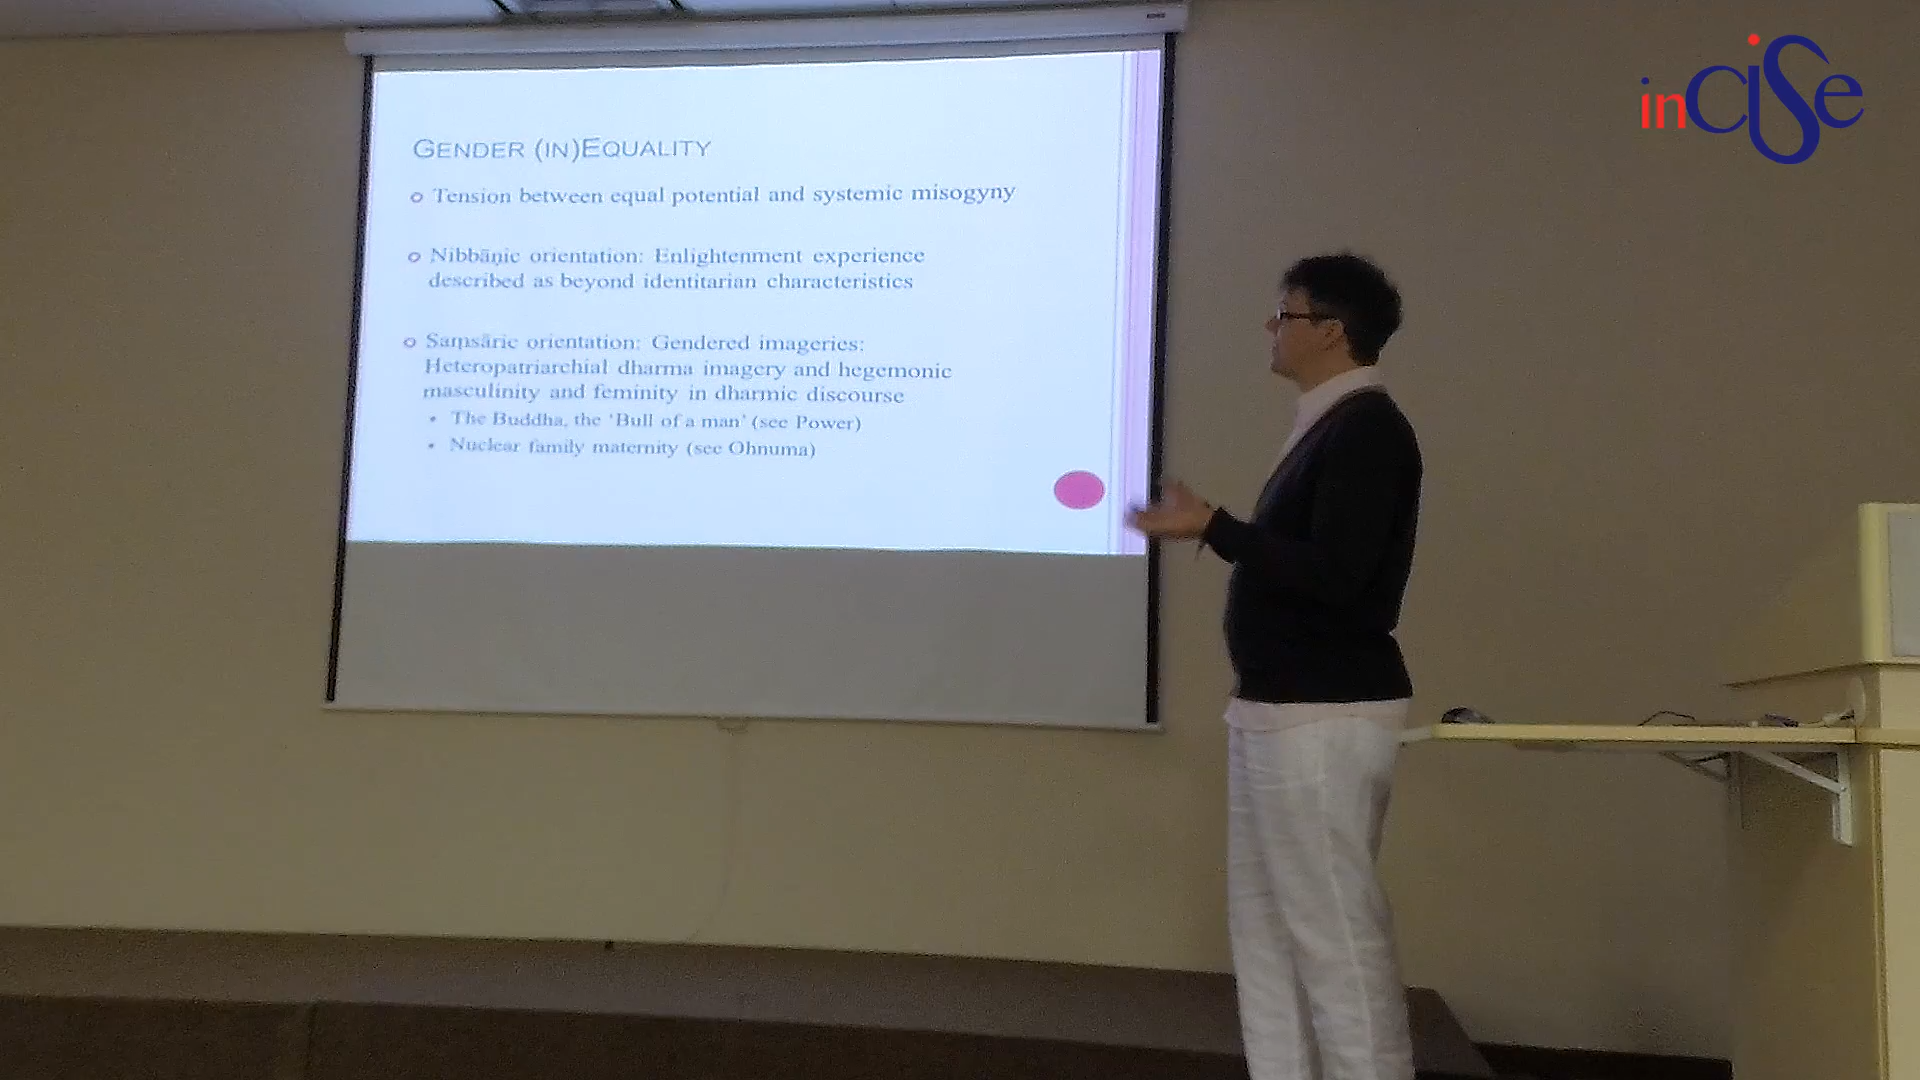 inCISe
GENDER (IN)EQUALITY
Tension between equal potential and systemic misogyny
Nibbāṇic orientation: Enlightenment experience
described as beyond identitarian characteristics
Saṃsāric orientation: Gendered imageries:
Heteropatriarchial dharma imagery and hegemonic
masculinity and feminity in dharmic discourse
• The Buddha, the ‘Bull of a man’ (see Power)
• Nuclear family maternity (see Ohnuma)